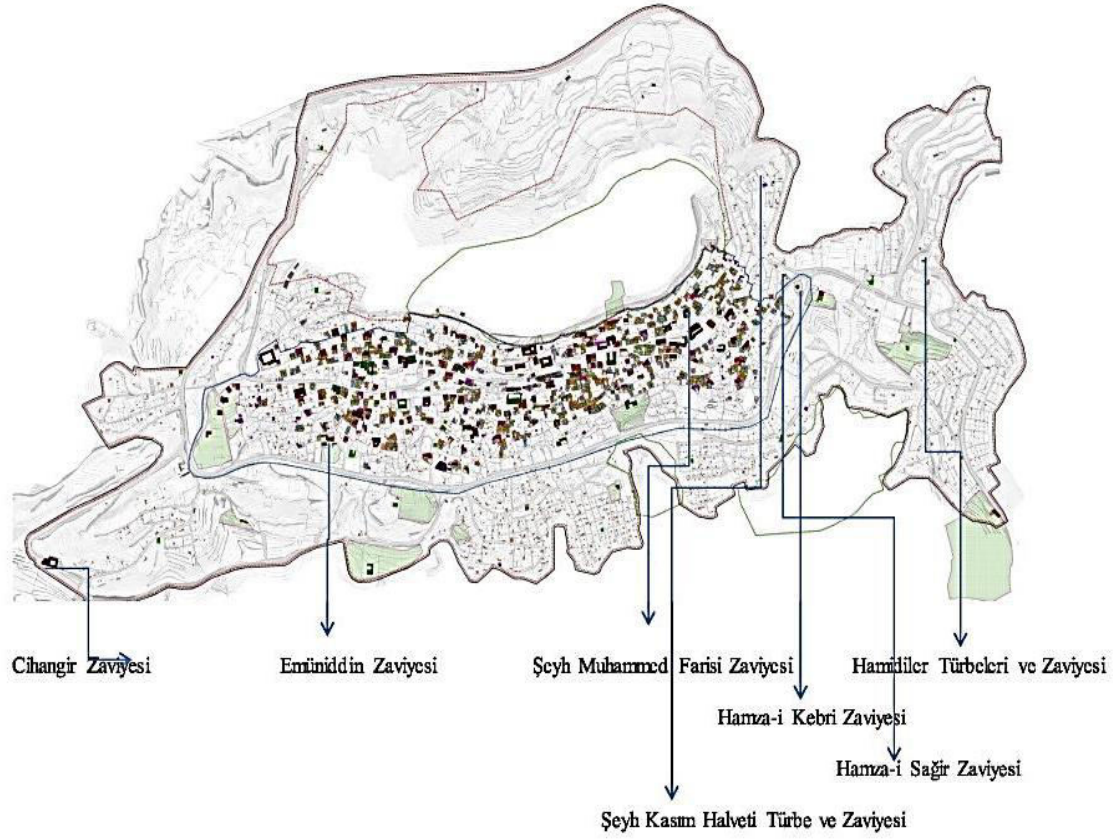 Cihangir Zaviyesi
Emüniddin Zaviyesi
Şeyh Muhammed Farisi Zaviyesi
Hamidiler Türbeleri ve Zaviyesi
Hamza-i Kebri Zaviyesi
Hamza-i Sağir Zaviyesi
Şeyh Kasım Halveti Türbe ve Zaviyesi